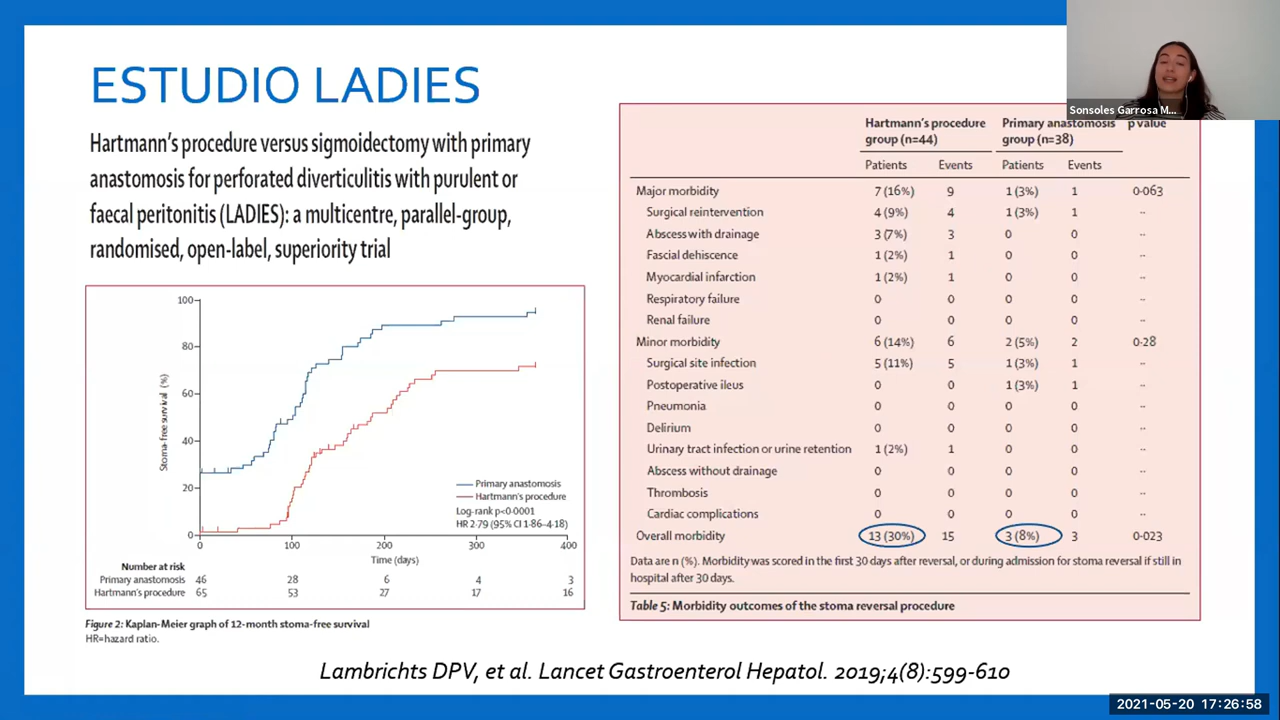 ESTUDIO LADIES
Hartmann's procedure versus sigmoidectomy with primary
anastomosis for perforated diverticulitis with purulent or
faecal peritonitis (LADIES): a multicentre, parallel-group,
randomised, open-label, superiority trial
Sonsoles Garrosa M...
100
80
60
40
20
0
Stoma-free survival (%)
Primary anastomosis
Hartmann's procedure
Log-rank p<0·0001
HR 2·79 (95% CI 1·86–4·18)
0 100 200 300 400
Time (days)
Number at risk
Primary anastomosis 46 28 6 4 3
Hartmann's procedure 65 53 27 17 16
Figure 2: Kaplan-Meier graph of 12-month stoma-free survival
HR=hazard ratio.
Hartmann's procedure Primary anastomosis p value
group (n=44) group (n=38)
Patients Events Patients Events
Major morbidity 7 (16%) 9 1 (3%) 1 0·063
Surgical reintervention 4 (9%) 4 1 (3%) 1 ··
Abscess with drainage 3 (7%) 3 0 0 ··
Fascial dehiscence 1 (2%) 1 0 0 ··
Myocardial infarction 1 (2%) 1 0 0 ··
Respiratory failure 0 0 0 0 ··
Renal failure 0 0 0 0 ··
Minor morbidity 6 (14%) 6 2 (5%) 2 0·28
Surgical site infection 5 (11%) 5 1 (3%) 1 ··
Postoperative ileus 0 0 1 (3%) 1 ··
Pneumonia 0 0 0 0 ··
Delirium 0 0 0 0 ··
Urinary tract infection or urine retention 1 (2%) 1 0 0 ··
Abscess without drainage 0 0 0 0 ··
Thrombosis 0 0 0 0 ··
Cardiac complications 0 0 0 0 ··
Overall morbidity 13 (30%) 15 3 (8%) 3 0·023
Data are n (%). Morbidity was scored in the first 30 days after reversal, or during admission for stoma reversal if still in
hospital after 30 days.
Table 5: Morbidity outcomes of the stoma reversal procedure
Lambrichts DPV, et al. Lancet Gastroenterol Hepatol. 2019;4(8):599-610
2021-05-20 17:26:58